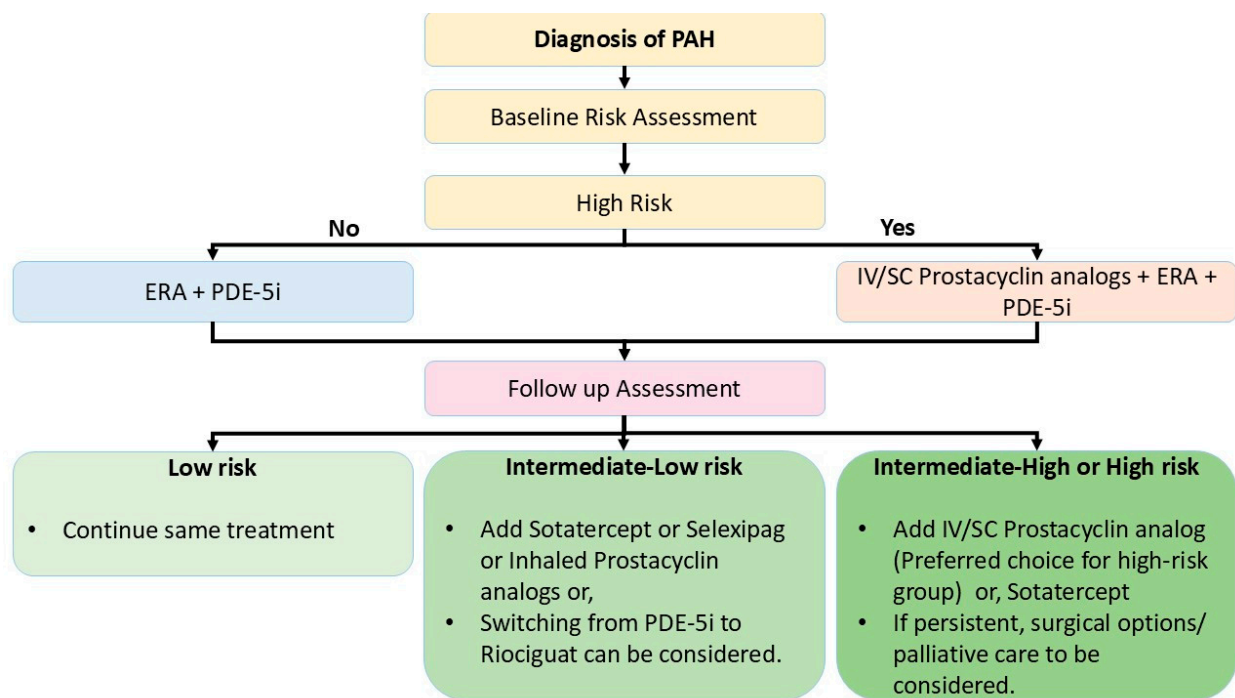 Diagnosis of PAH
Baseline Risk Assessment
High Risk
No
Yes
ERA + PDE-5i
IV/SC Prostacyclin analogs + ERA +
PDE-5i
Follow up Assessment
Low risk
• Continue same treatment
Intermediate-Low risk
• Add Sotatercept or Selexipag
or Inhaled Prostacyclin
analogs or,
• Switching from PDE-5i to
Riociguat can be considered.
Intermediate-High or High risk
• Add IV/SC Prostacyclin analog
(Preferred choice for high-risk
group) or, Sotatercept
• If persistent, surgical options/
palliative care to be
considered.